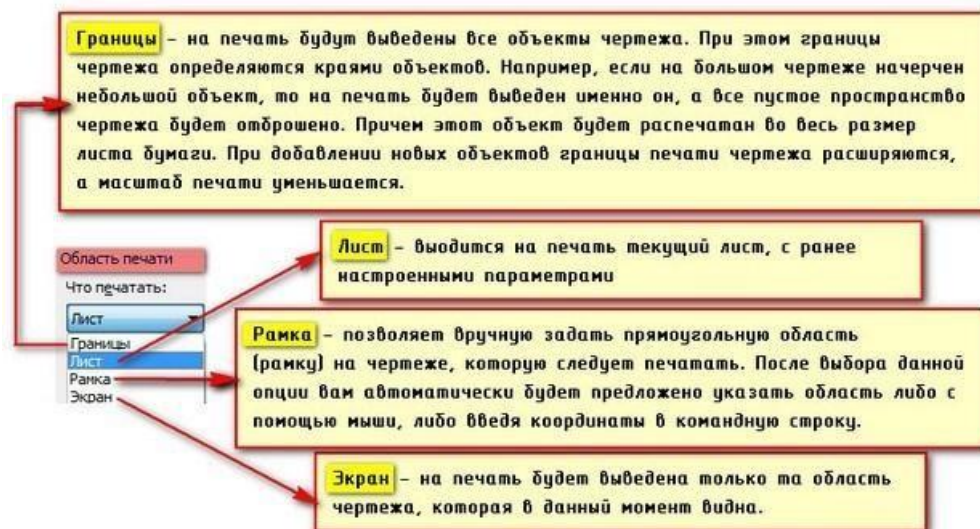 Границы – на печать будут выведены все объекты чертежа. При этом границы
чертежа определяются краями объектов. Например, если на большом чертеже начерчен
небольшой объект, то на печать будет выведен именно он, а все пустое пространство
чертежа будет отброшено. Причем этот объект будет распечатан во весь размер
листа бумаги. При добавлении новых объектов границы печати чертежа расширяются,
а масштаб печати уменьшается.
Лист – выодится на печать текущий лист, с ранее
настроенными параметрами
Область печати
Что печатать:
Лист
Границы
Лист
Рамка
Экран
Рамка – позволяет вручную задать прямоугольную область
(рамку) на чертеже, которую следует печатать. После выбора данной
опции вам автоматически будет предложено указать область либо с
помощью мыши, либо введя координаты в командную строку.
Экран – на печать будет выведена только та область
чертежа, которая в данный момент видна.